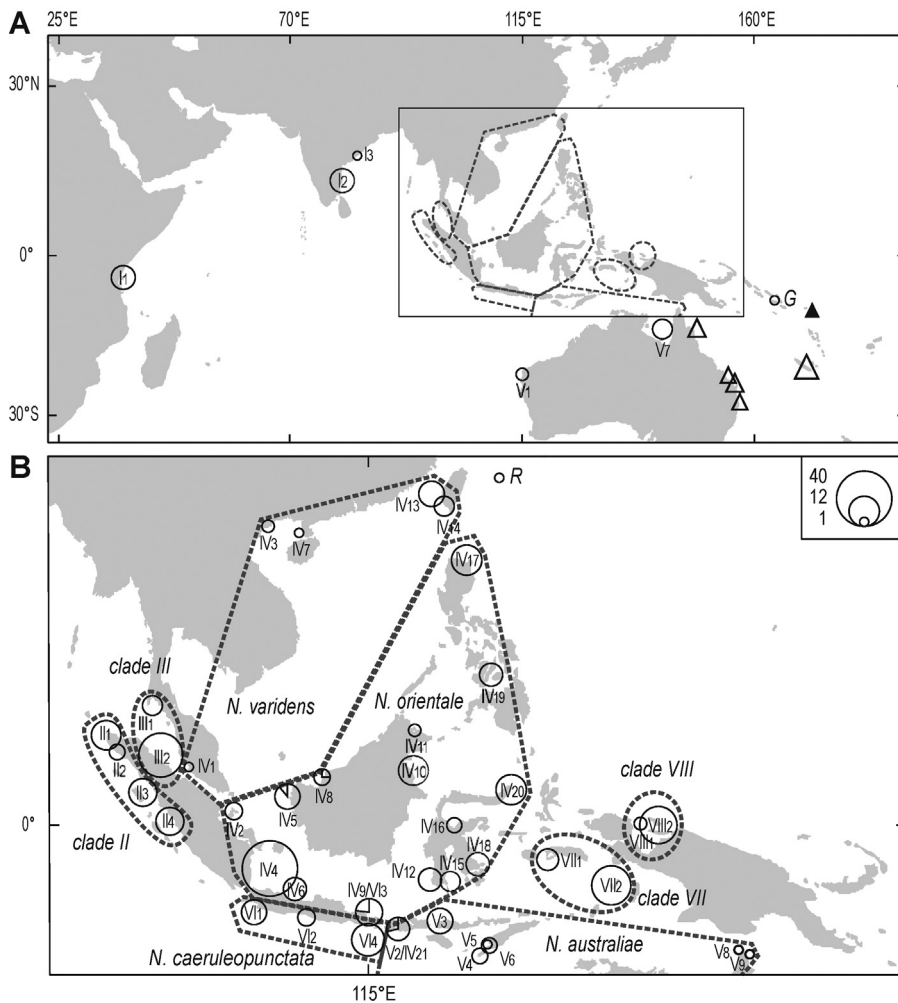 A
25°E
70°E
115°E
160°E
30°N
0°
30°S
I3
I2
I1
G
V7
V1
B
R
40
12
1
IV13
IV14
IV3
IV7
IV17
clade III
N. varidens
N. orientale
IV19
III1
II1
II2
III2
IV1
IV11
IV10
II3
IV8
IV20
clade VIII
0°
II4
IV2
IV5
IV16
VIII1
VIII2
clade II
IV18
VII1
IV4
IV12
IV15
VII2
clade VII
IV6
IV9/VI3
VI1
VI2
V3
VI4
V2/IV21
V5
V4
V6
N. australiae
V8
V9
N. caeruleopunctata
115°E